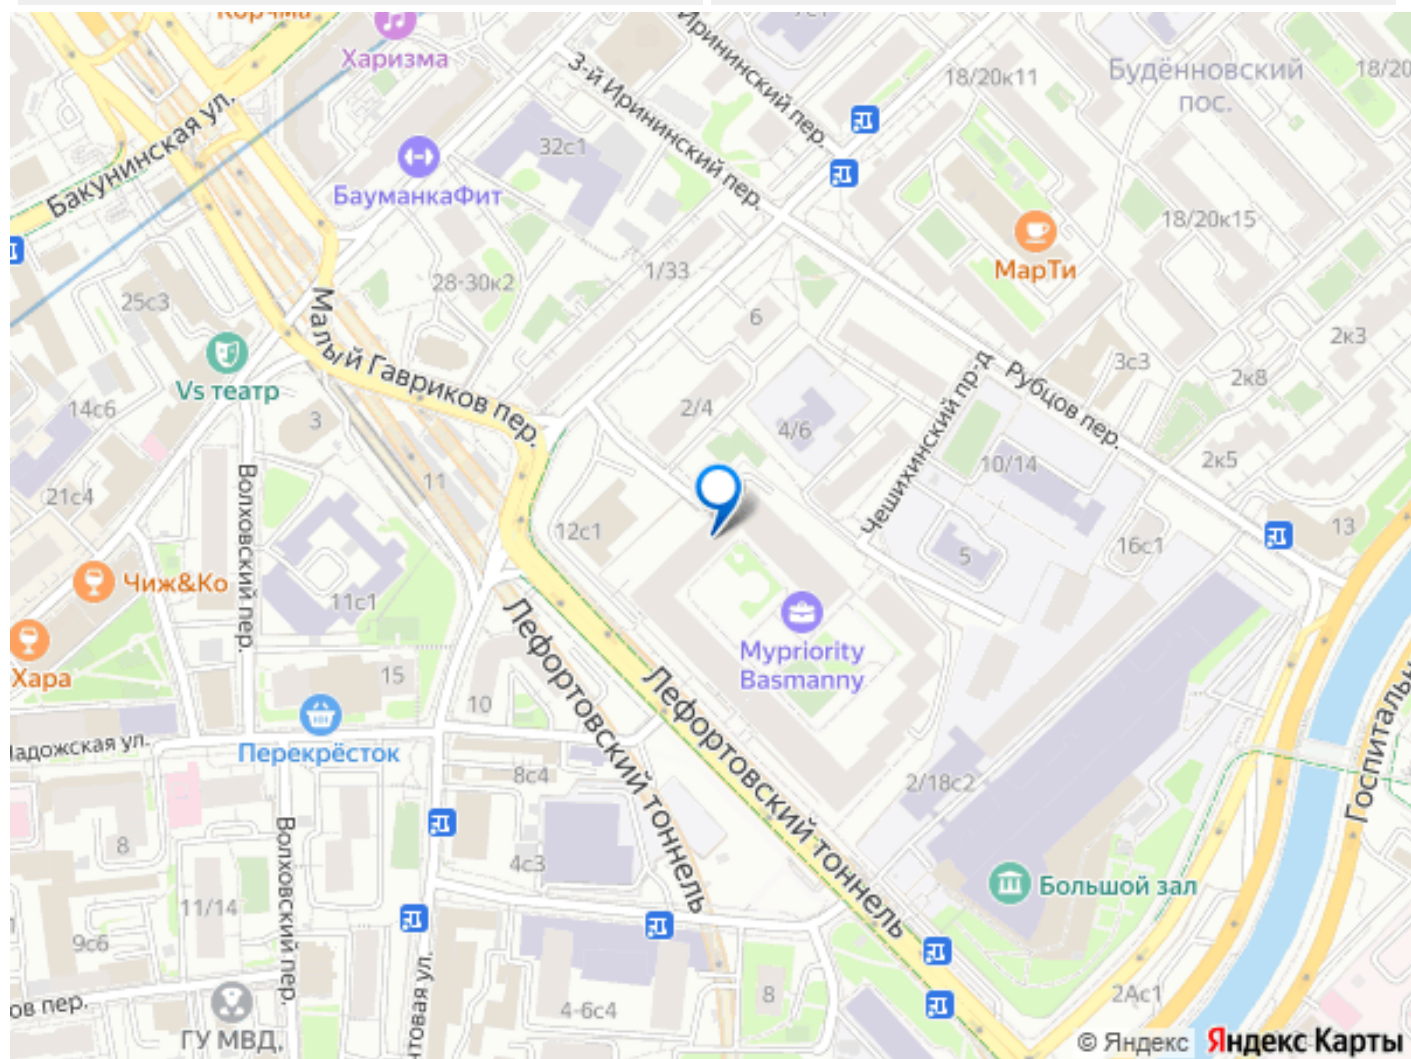 Корчма
Харизма
Бакунинская ул.
БауманкаФит
32с1
3-й Ирининский пер.
Ирининский пер.
18/20к11
Будённовский
пос.
18/20
18/20к15
МарТи
25с3
28-30к2
1/33
6
Малый Гавриков пер.
Vs театр
14с6
3
2/4
4/6
Чешихинский пр-д
Рубцов пер.
3с3
2к8
2к3
2к5
10/14
21с4
Волховский пер.
11
12с1
5
16с1
13
Чиж&Ко
11с1
Хара
15
10
Перекрёсток
Лефортовский тоннель
Mypriority
Basmanny
Лефортовский тоннель
2/18с2
Госпитальн
8с4
8
Волховский пер.
4с3
11/14
9с6
Большой зал
ов пер.
ГУ МВД,
4-6с4
8
2Ас1
© Яндекс
Яндекс Карты